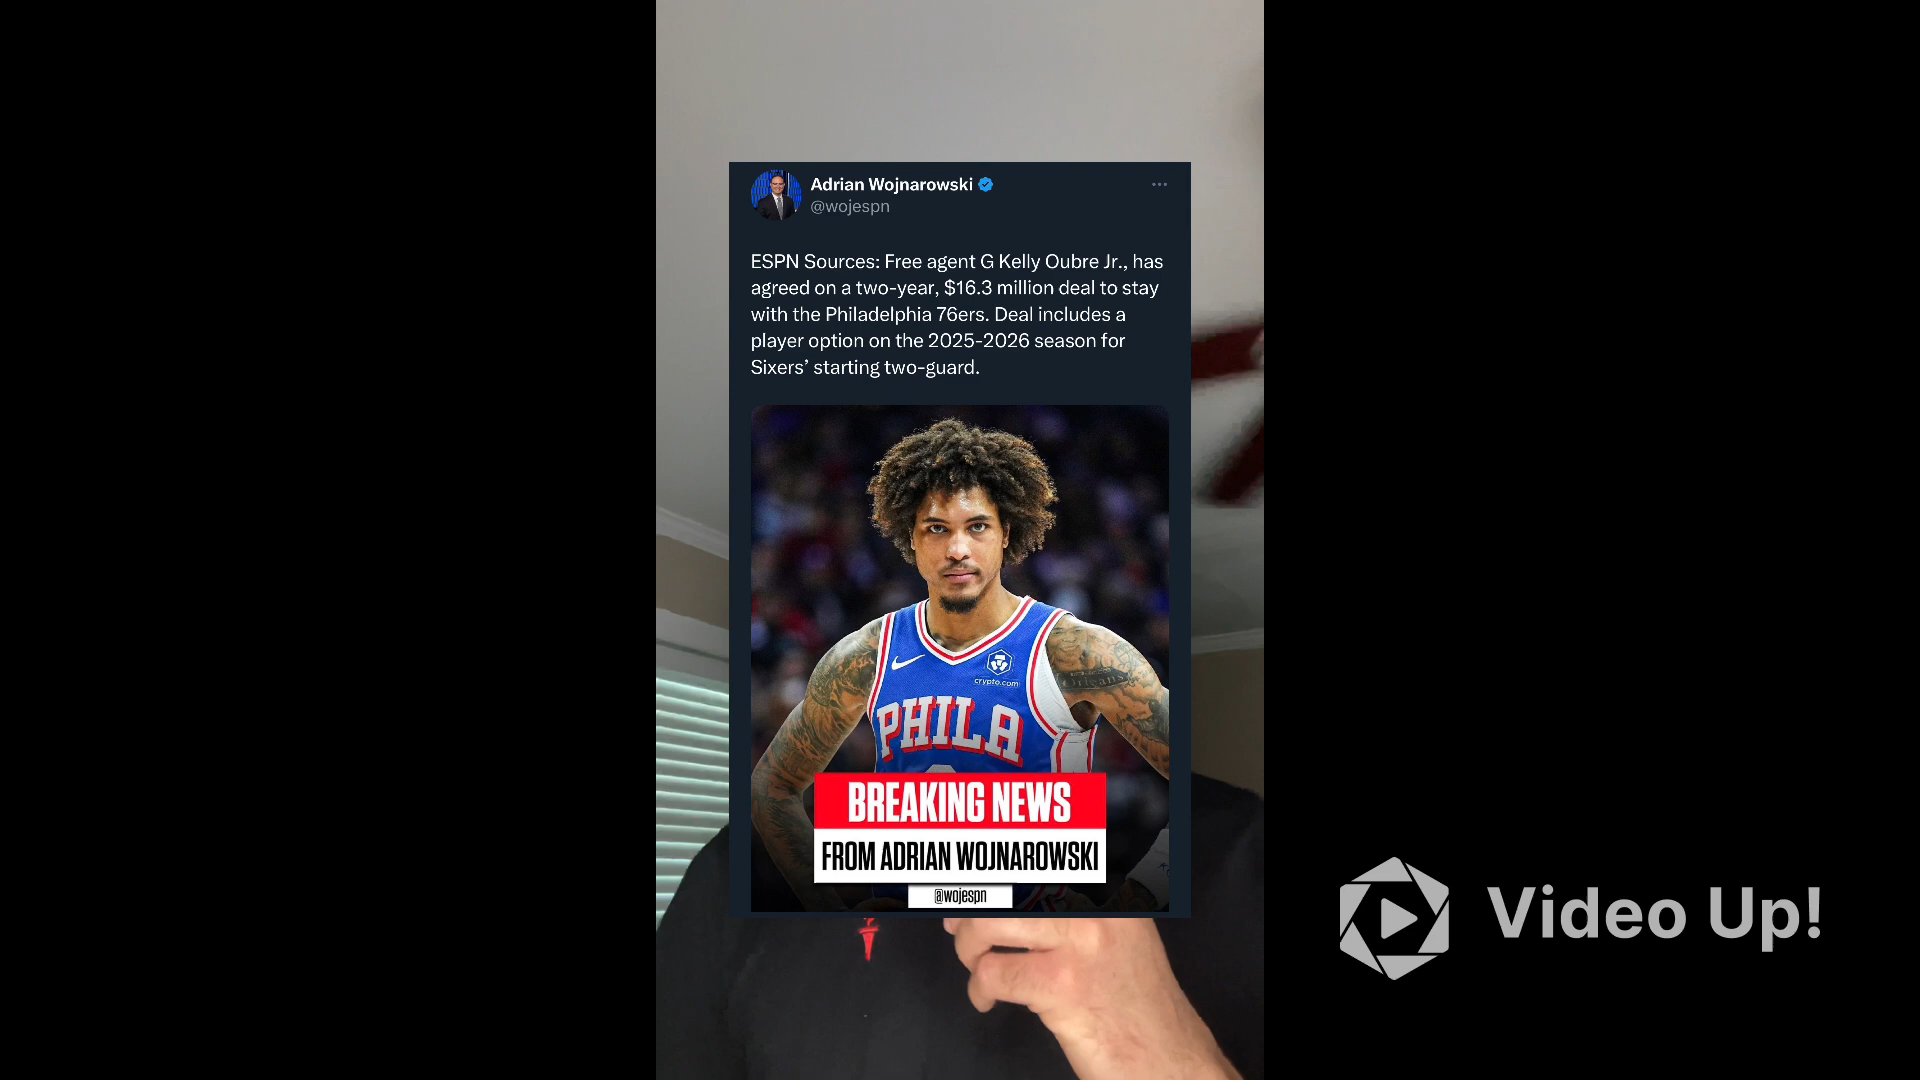 Adrian Wojnarowski
@wojespn
ESPN Sources: Free agent G Kelly Oubre Jr., has
agreed on a two-year, $16.3 million deal to stay
with the Philadelphia 76ers. Deal includes a
player option on the 2025-2026 season for
Sixers’ starting two-guard.
Orleans
crypto.com
PHILA
BREAKING NEWS
FROM ADRIAN WOJNAROWSKI
@wojespn
Video Up!